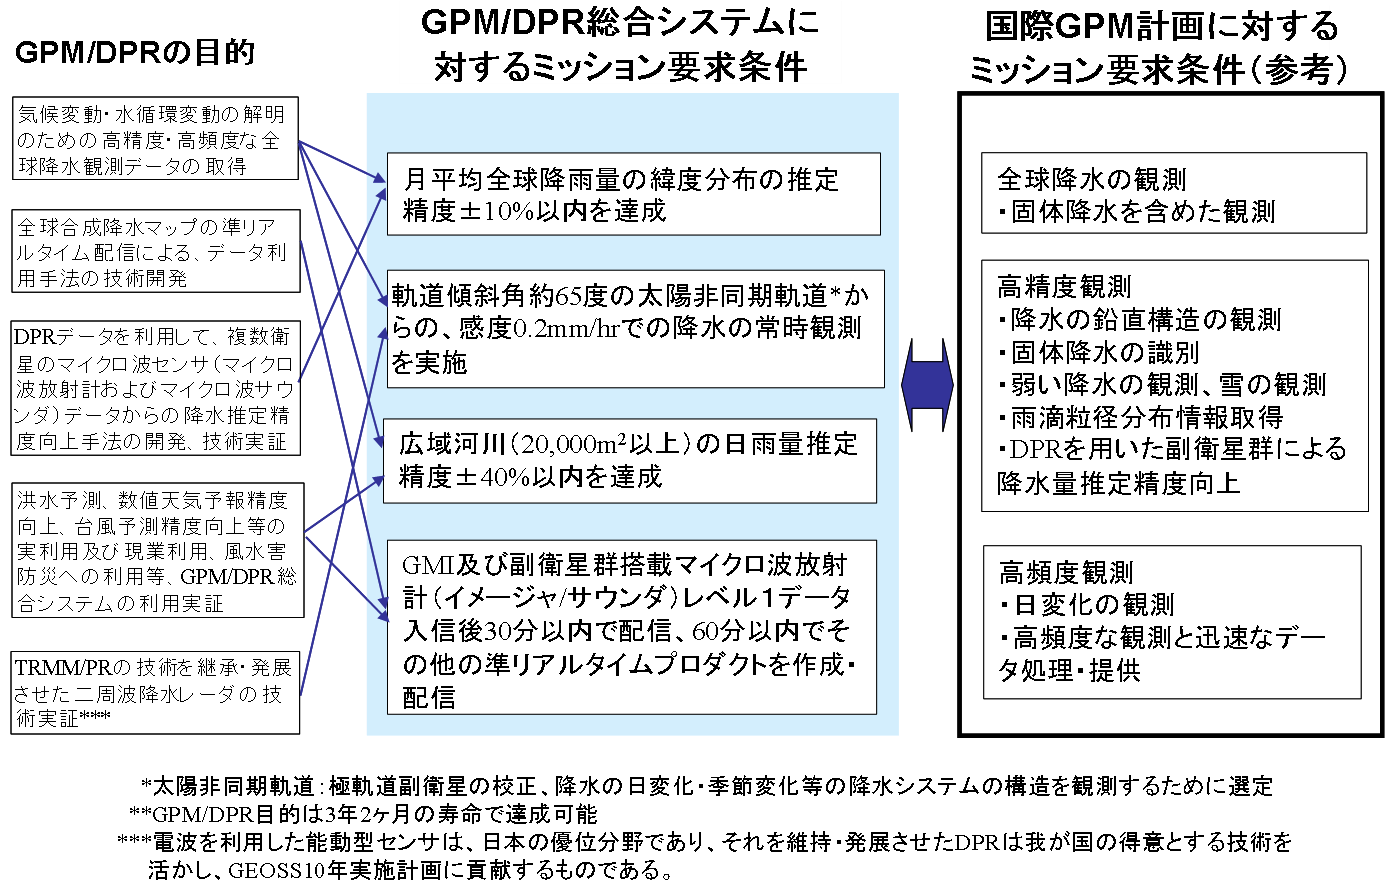 GPM/DPRの目的
気候変動・水循環変動の解明
のための高精度・高頻度な全
球降水観測データの取得
全球合成降水マップの準リア
ルタイム配信による、データ利
用手法の技術開発
DPRデータを利用して、複数衛
星のマイクロ波センサ（マイクロ
波放射計およびマイクロ波サウ
ンダ）データからの降水推定精
度向上手法の開発、技術実証
洪水予測、数値天気予報精度
向上、台風予測精度向上等の
実利用及び現業利用、風水害
防災への利用等、GPM/DPR総
合システムの利用実証
TRMM/PRの技術を継承・発展
させた二周波降水レーダの技
術実証***
GPM/DPR総合システムに
対するミッション要求条件
月平均全球降雨量の緯度分布の推定
精度±10%以内を達成
軌道傾斜角約65度の太陽非同期軌道*か
らの、感度0.2mm/hrでの降水の常時観測
を実施
広域河川（20,000m²以上）の日雨量推定
精度±40%以内を達成
GMI及び副衛星群搭載マイクロ波放射
計（イメージャ/サウンダ）レベル１データ
入信後30分以内で配信、60分以内でそ
の他の準リアルタイムプロダクトを作成・
配信
国際GPM計画に対する
ミッション要求条件（参考）
全球降水の観測
・固体降水を含めた観測
高精度観測
・降水の鉛直構造の観測
・固体降水の識別
・弱い降水の観測、雪の観測
・雨滴粒径分布情報取得
・DPRを用いた副衛星群による
降水量推定精度向上
高頻度観測
・日変化の観測
・高頻度な観測と迅速なデー
タ処理・提供
*太陽非同期軌道：極軌道副衛星の校正、降水の日変化・季節変化等の降水システムの構造を観測するために選定
**GPM/DPR目的は3年2ヶ月の寿命で達成可能
***電波を利用した能動型センサは、日本の優位分野であり、それを維持・発展させたDPRは我が国の得意とする技術を
活かし、GEOSS10年実施計画に貢献するものである。